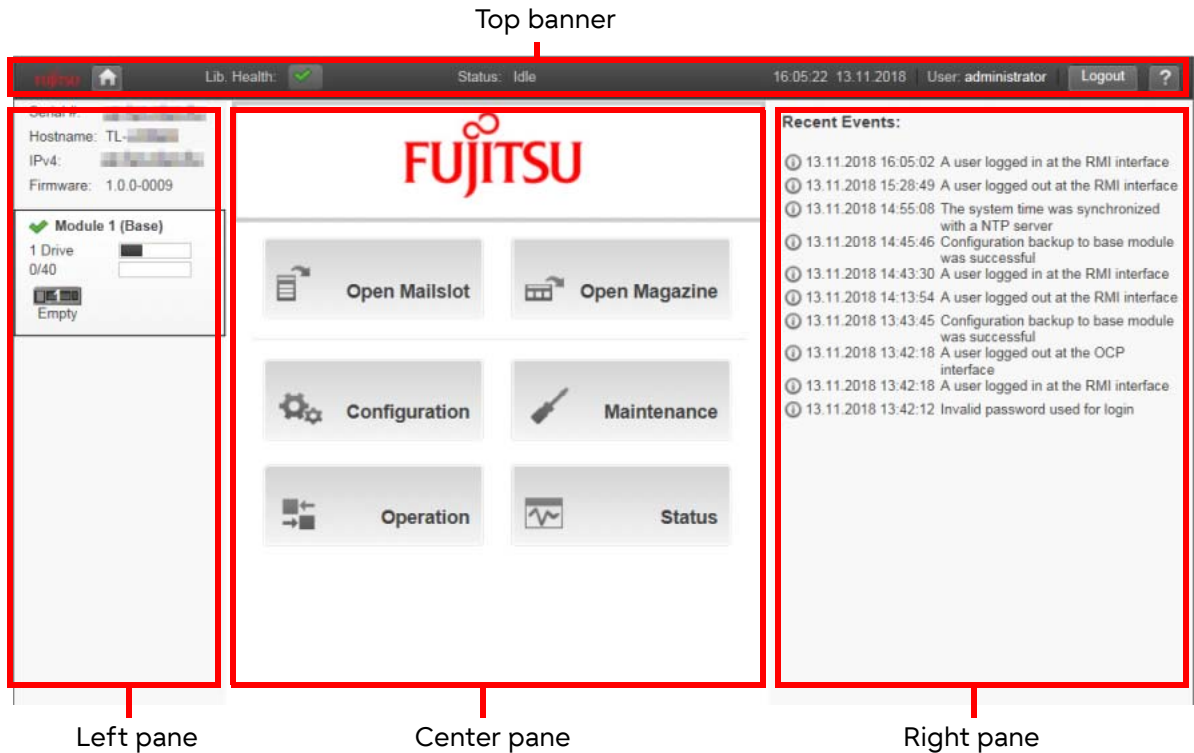 Top banner
FUJITSU
Lib. Health:
Status: Idle
16:05:22 13.11.2018
User: administrator
Logout
?
Serial #:
Hostname: TL-
IPv4:
Firmware: 1.0.0-0009
Module 1 (Base)
1 Drive
0/40
1
Empty
FUJITSU
Open Mailslot
Open Magazine
Configuration
Maintenance
Operation
Status
Recent Events:
13.11.2018 16:05:02 A user logged in at the RMI interface
13.11.2018 15:28:49 A user logged out at the RMI interface
13.11.2018 14:55:08 The system time was synchronized
with a NTP server
13.11.2018 14:45:46 Configuration backup to base module
was successful
13.11.2018 14:43:30 A user logged in at the RMI interface
13.11.2018 14:13:54 A user logged out at the RMI interface
13.11.2018 13:43:45 Configuration backup to base module
was successful
13.11.2018 13:42:18 A user logged out at the OCP
interface
13.11.2018 13:42:18 A user logged in at the RMI interface
13.11.2018 13:42:12 Invalid password used for login
Left pane
Center pane
Right pane